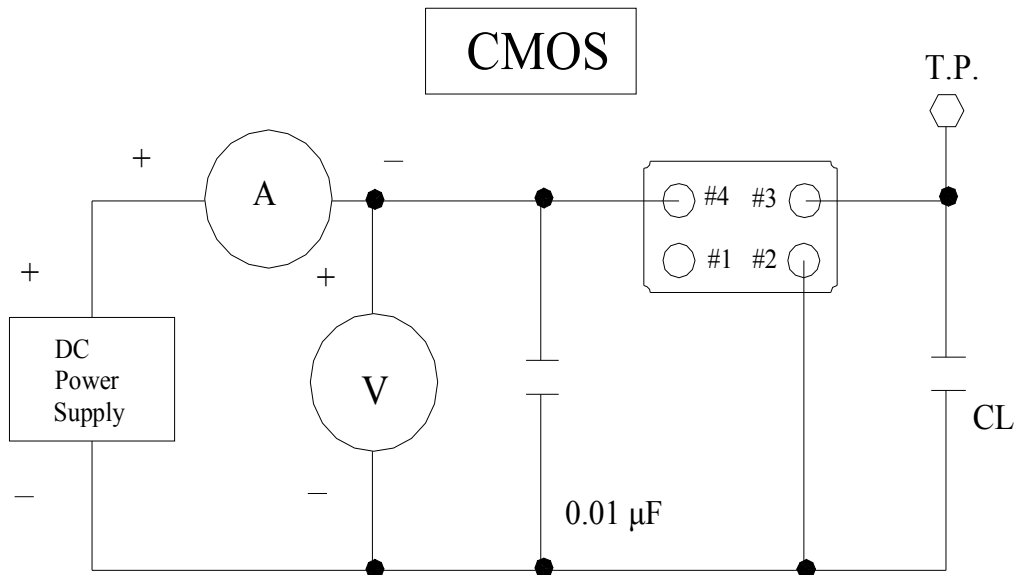 CMOS
T.P.
+
–
A
#4 #3
+
+
#1 #2
DC
Power
Supply
V
CL
–
–
0.01 μF